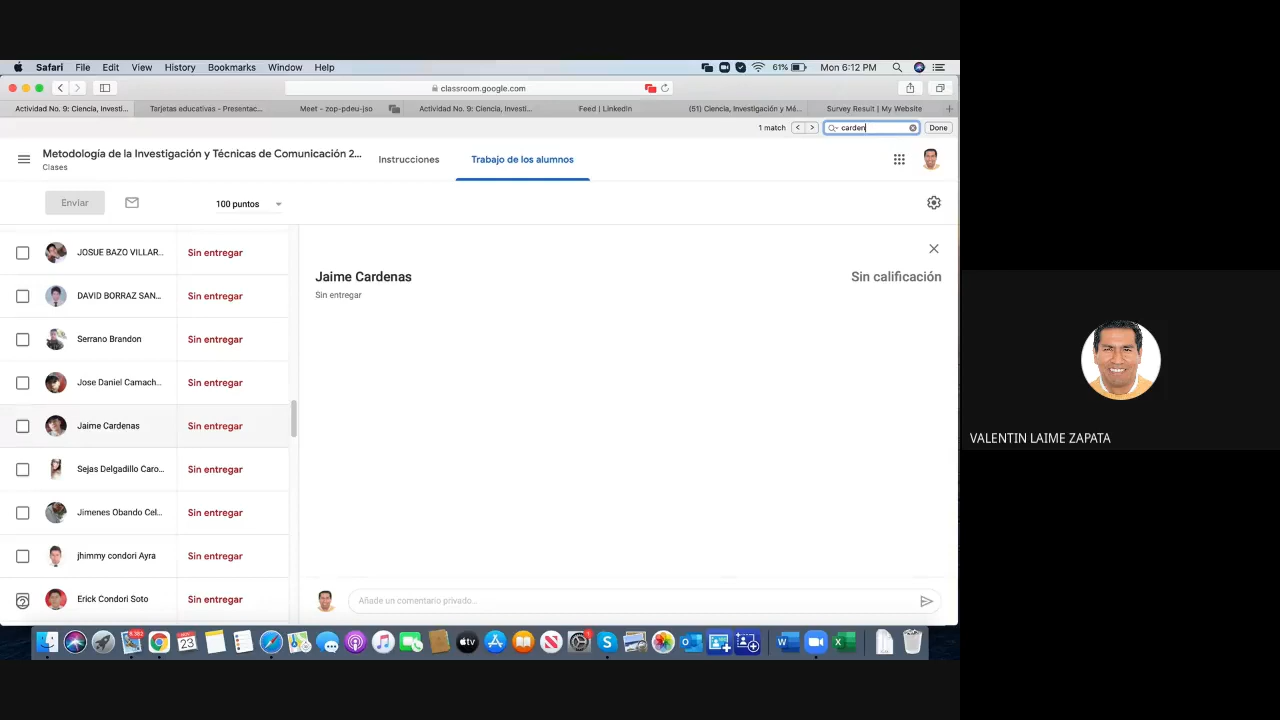 Safari File Edit View History Bookmarks Window Help 61% Mon 6:12 PM
classroom.google.com
Actividad No. 9: Ciencia, Investi... Tarjetas educativas - Presentac... Meet - zop-pdeu-jso Actividad No. 9: Ciencia, Investi... Feed | LinkedIn (51) Ciencia, Investigación y Mé... Survey Result | My Website
1 match carden Done
Metodología de la Investigación y Técnicas de Comunicación 2...
Clases
Instrucciones Trabajo de los alumnos
Enviar 100 puntos
JOSUE BAZO VILLAR... Sin entregar
DAVID BORRAZ SAN... Sin entregar
Serrano Brandon Sin entregar
Jose Daniel Camach... Sin entregar
Jaime Cardenas Sin entregar
Sejas Delgadillo Caro... Sin entregar
Jimenes Obando Cel... Sin entregar
jhimmy condori Ayra Sin entregar
Erick Condori Soto Sin entregar
Jaime Cardenas Sin calificación
Sin entregar
Añade un comentario privado...
VALENTIN LAIME ZAPATA